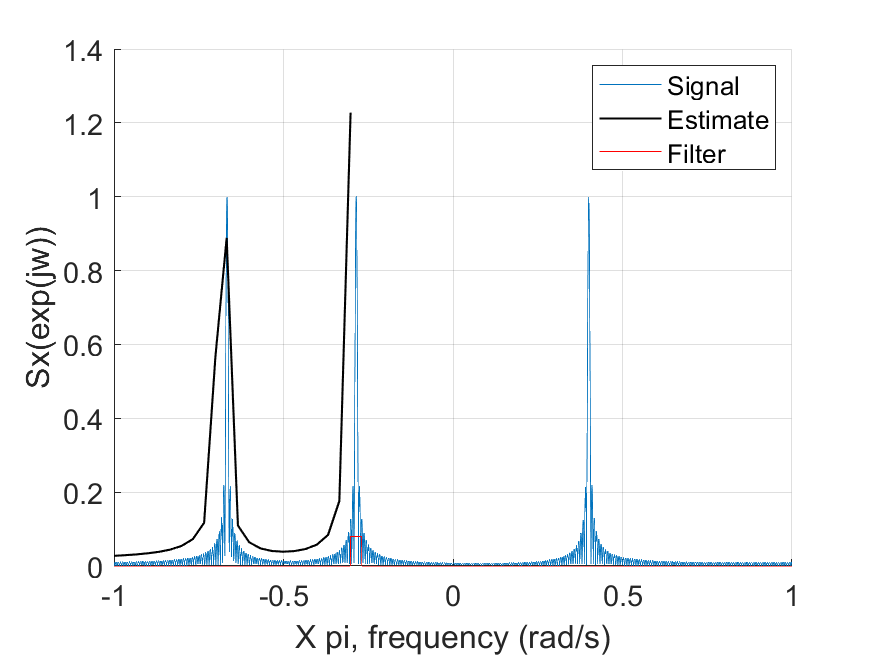 1.4
1.2
1
0.8
0.6
0.4
0.2
0
Sx(exp(jw))
Signal
Estimate
Filter
-1
-0.5
0
0.5
1
X pi, frequency (rad/s)